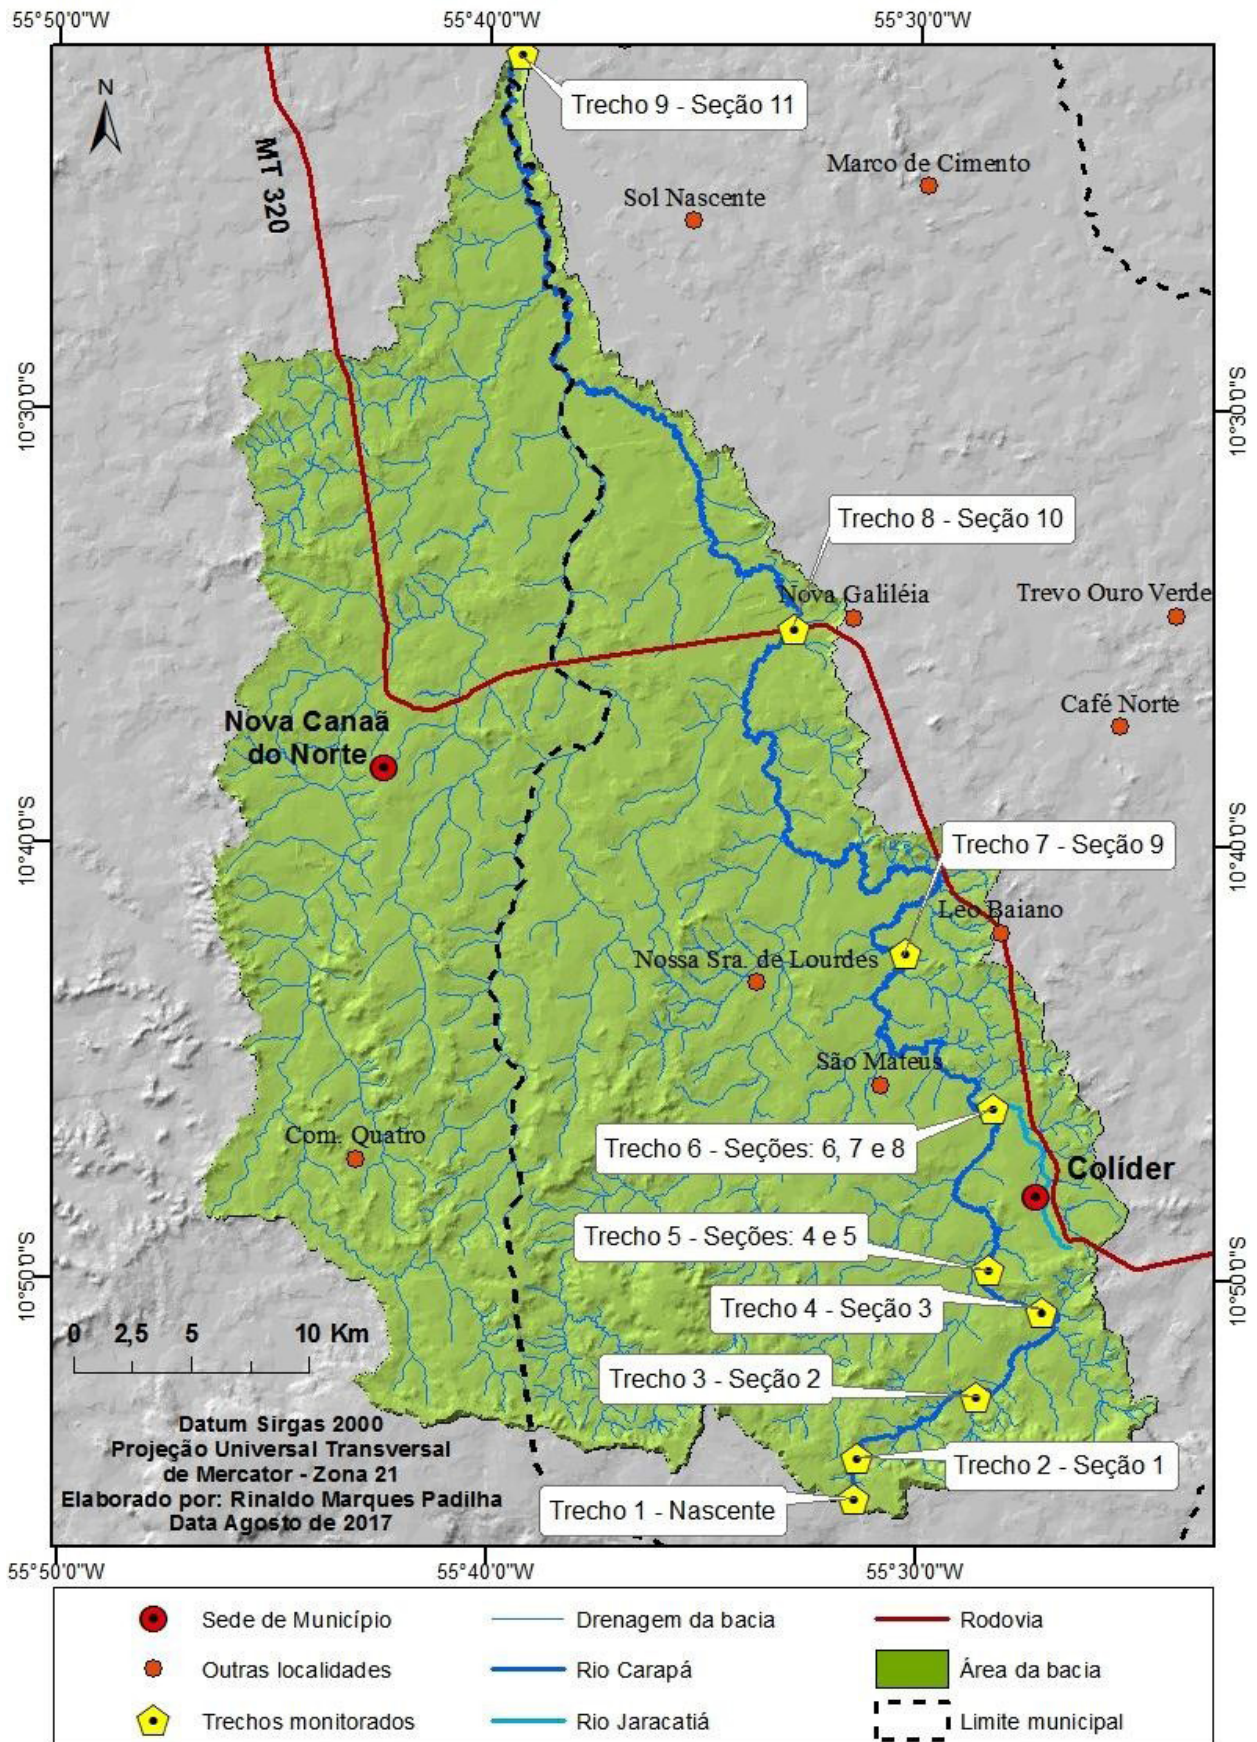 55°50'0"W
55°40'0"W
55°30'0"W
N
Trecho 9 - Seção 11
MT 320
Marco de Cimento
Sol Nascente
10°30'0"S
10°30'0"S
Trecho 8 - Seção 10
Nova Galiléia
Trevo Ouro Verde
Café Norte
Nova Canaã
do Norte
10°40'0"S
10°40'0"S
Trecho 7 - Seção 9
Leo Baiano
Nossa Sra. de Lourdes
São Mateus
Com. Quatro
Trecho 6 - Seções: 6, 7 e 8
Colíder
Trecho 5 - Seções: 4 e 5
10°50'0"S
10°50'0"S
Trecho 4 - Seção 3
0 2,5 5 10 Km
Trecho 3 - Seção 2
Datum Sirgas 2000
Projeção Universal Transversal
de Mercator - Zona 21
Elaborado por: Rinaldo Marques Padilha
Data Agosto de 2017
Trecho 2 - Seção 1
Trecho 1 - Nascente
55°50'0"W
55°40'0"W
55°30'0"W
Sede de Município
Drenagem da bacia
Rodovia
Outras localidades
Rio Carapá
Área da bacia
Trechos monitorados
Rio Jaracatiá
Limite municipal